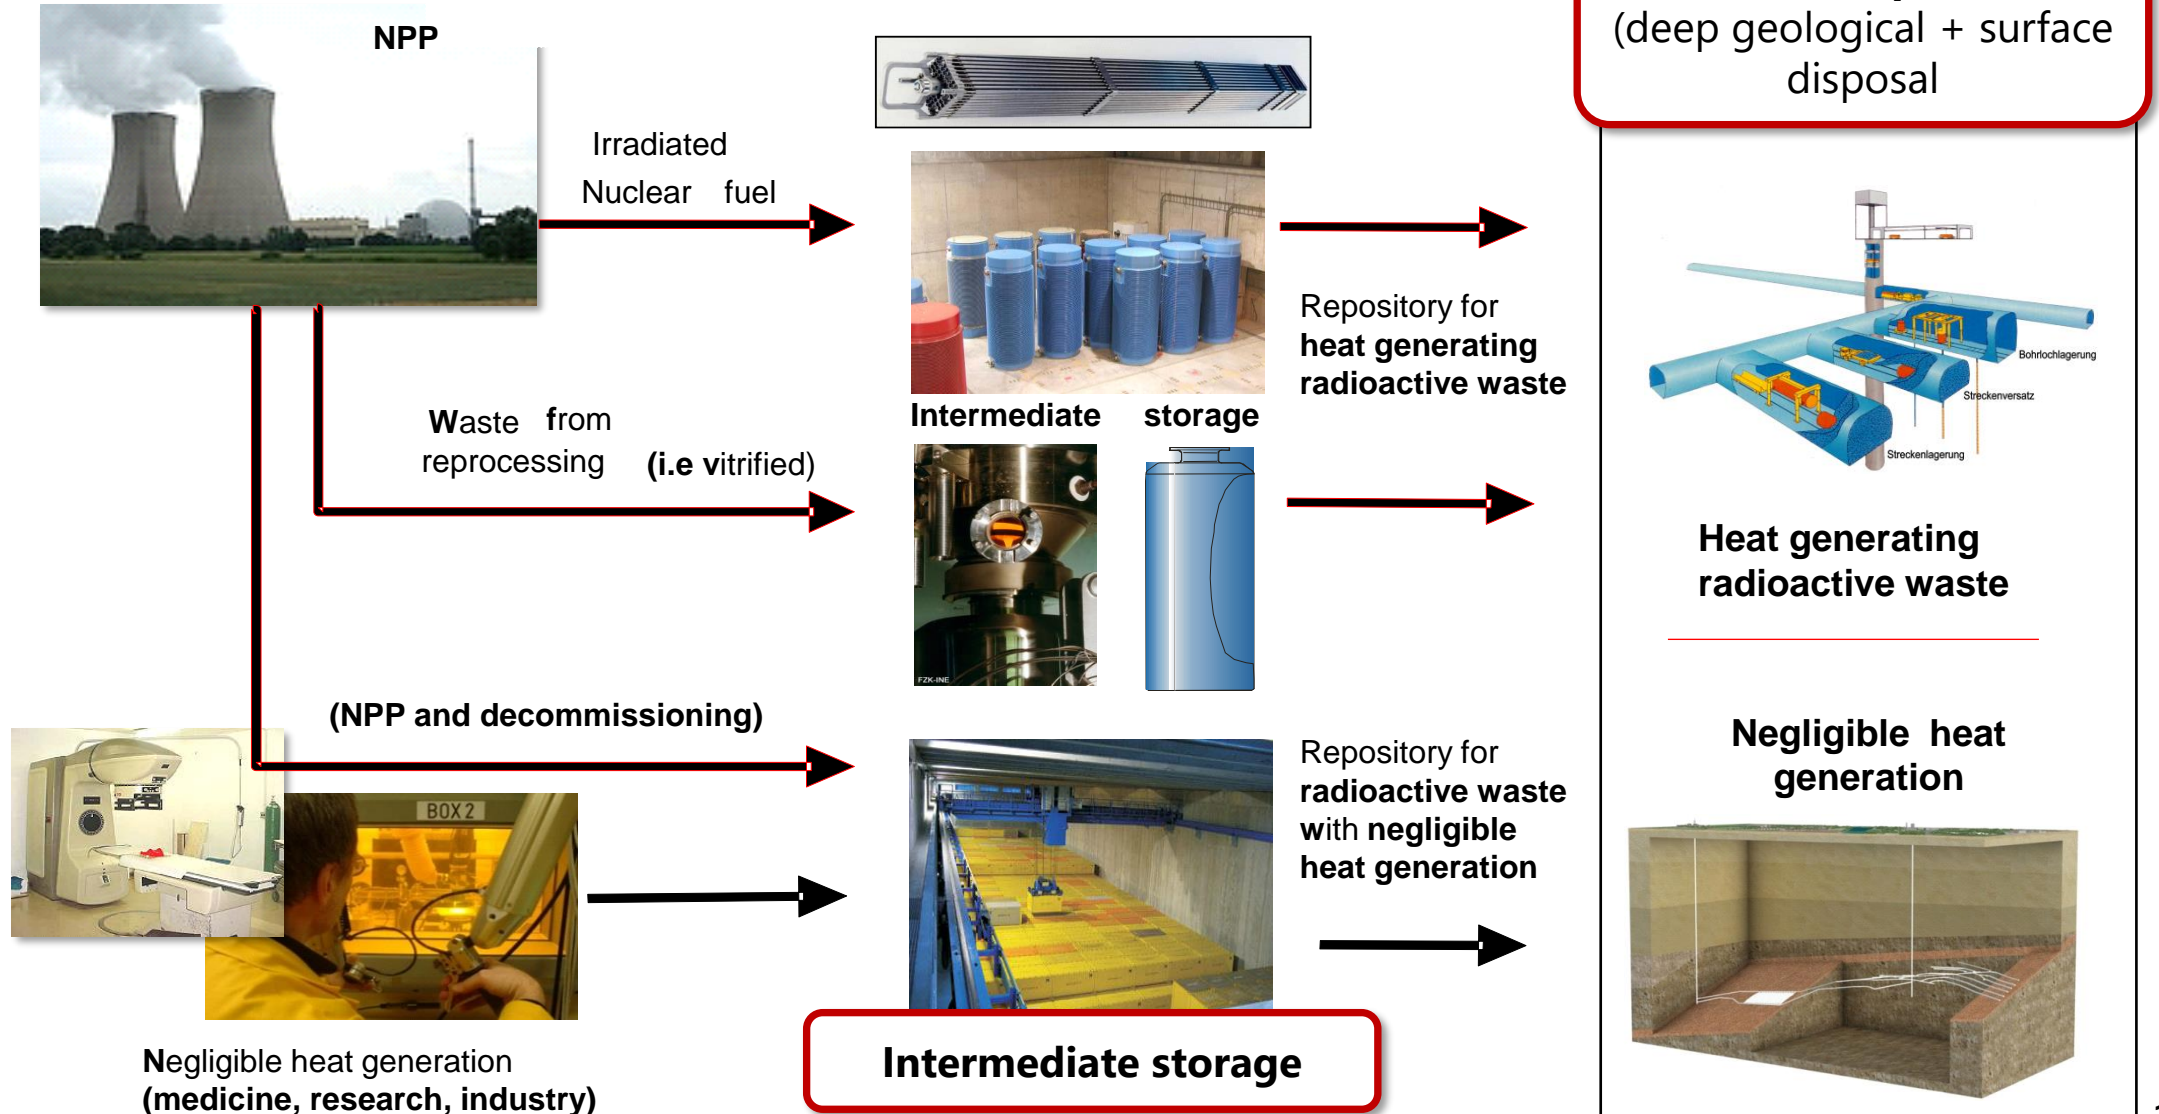 NPP
(deep geological + surface
disposal
Irradiated
Nuclear fuel
Repository for
heat generating
radioactive waste
Bohrlochlagerung
Streckenversatz
Streckenlagerung
Intermediate storage
Waste from
reprocessing (i.e vitrified)
FZK-INE
Heat generating
radioactive waste
(NPP and decommissioning)
BOX 2
Repository for
radioactive waste
with negligible
heat generation
Negligible heat
generation
Intermediate storage
Negligible heat generation
(medicine, research, industry)